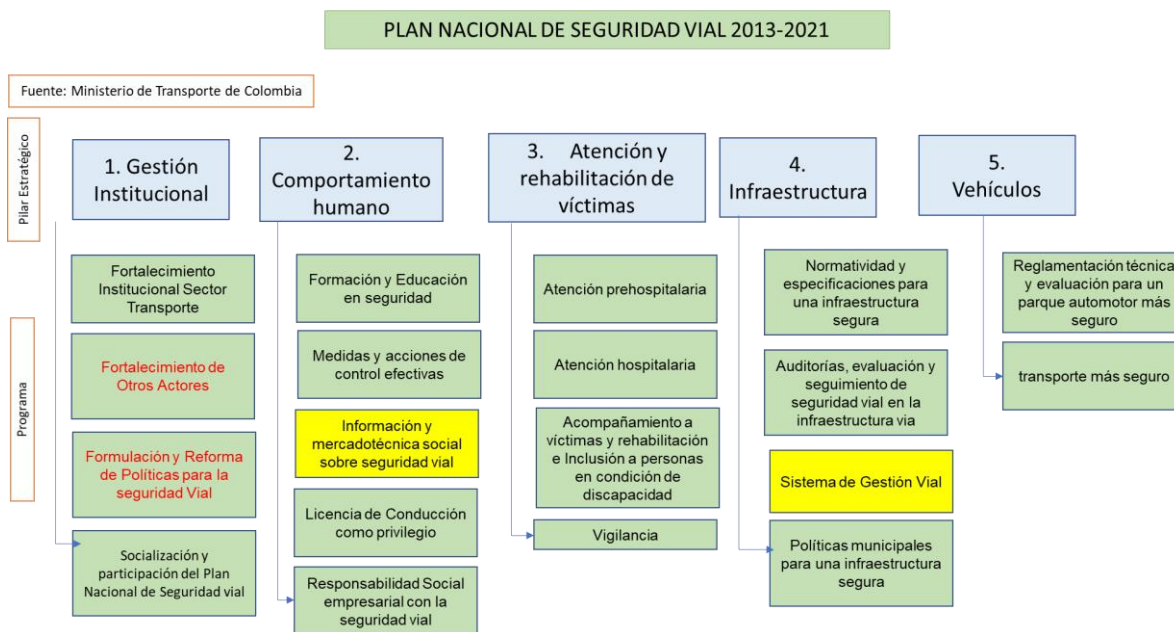 PLAN NACIONAL DE SEGURIDAD VIAL 2013-2021
Fuente: Ministerio de Transporte de Colombia
Pilar Estratégico
1. Gestión
Institucional
2.
Comportamiento
humano
3. Atención y
rehabilitación de
víctimas
4.
Infraestructura
5.
Vehículos
Programa
Fortalecimiento
Institucional Sector
Transporte
Fortalecimiento de
Otros Actores
Formulación y Reforma
de Políticas para la
seguridad Vial
Socialización y
participación del Plan
Nacional de Seguridad vial
Formación y Educación
en seguridad
Medidas y acciones de
control efectivas
Información y
mercadotécnica social
sobre seguridad vial
Licencia de Conducción
como privilegio
Responsabilidad Social
empresarial con la
seguridad vial
Atención prehospitalaria
Atención hospitalaria
Acompañamiento a
víctimas y rehabilitación
e Inclusión a personas
en condición de
discapacidad
Vigilancia
Normatividad y
especificaciones para
una infraestructura
segura
Auditorías, evaluación y
seguimiento de
seguridad vial en la
infraestructura via
Sistema de Gestión Vial
Políticas municipales
para una infraestructura
segura
Reglamentación técnica
y evaluación para un
parque automotor más
seguro
transporte más seguro